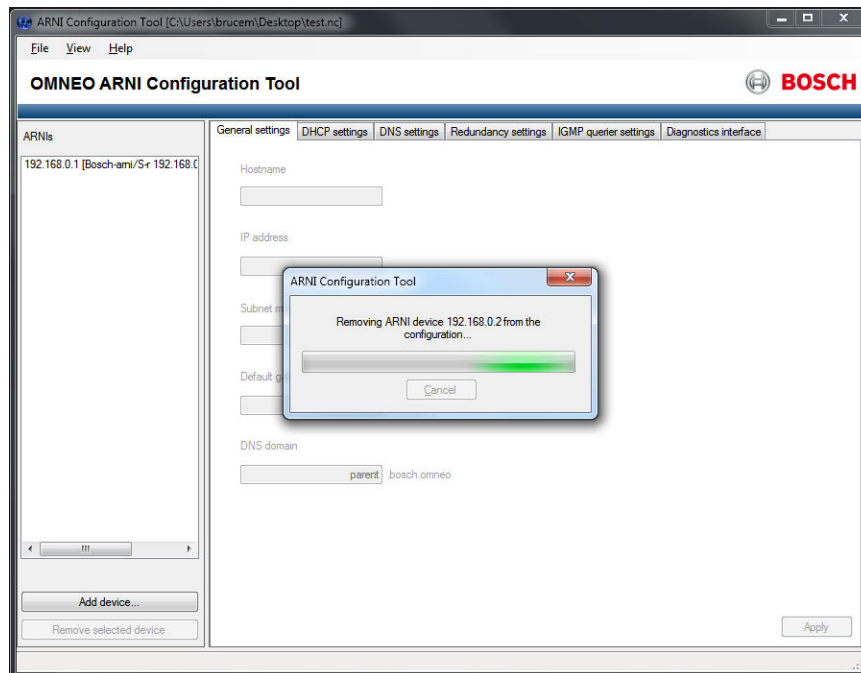 ARNI Configuration Tool [C:\Users\brucem\Desktop\test.nc]
File View Help
OMNEO ARNI Configuration Tool
BOSCH
ARNIs
General settings DHCP settings DNS settings Redundancy settings IGMP querier settings Diagnostics interface
192.168.0.1 [Bosch-arni/S-r 192.168.0
Hostname
IP address
ARNI Configuration Tool
Subnet m
Removing ARNI device 192.168.0.2 from the
configuration...
Default g
Cancel
DNS domain
parent .bosch.omneo
Add device...
Remove selected device
Apply